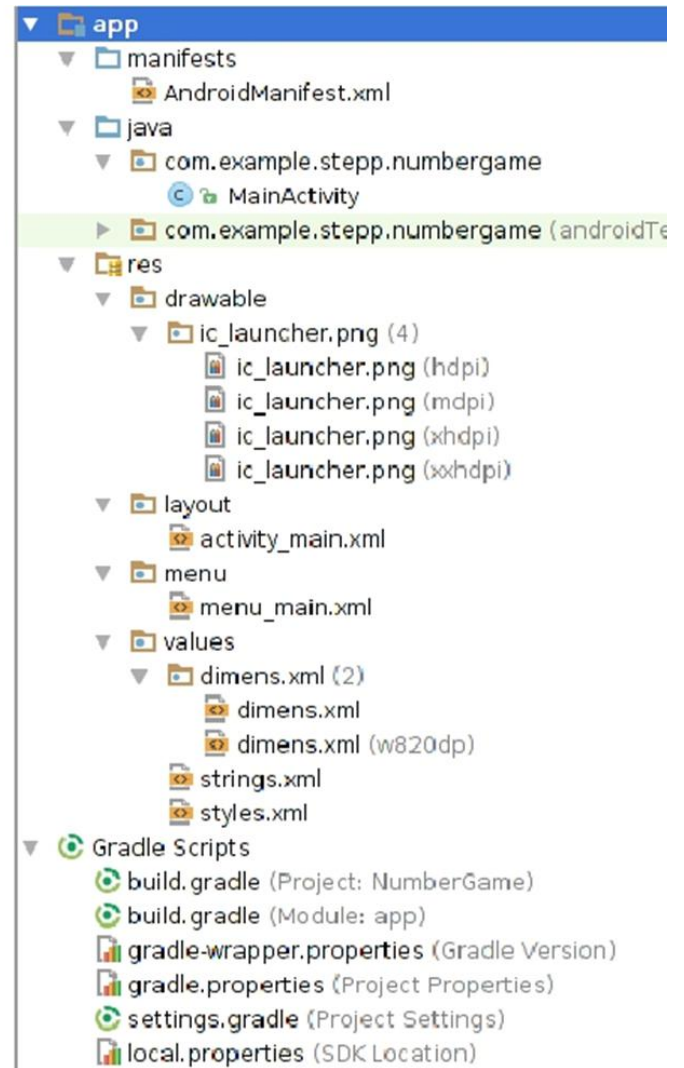 app
manifests
AndroidManifest.xml
java
com.example.stepp.numbergame
MainActivity
com.example.stepp.numbergame (androidTe
res
drawable
ic_launcher.png (4)
ic_launcher.png (hdpi)
ic_launcher.png (mdpi)
ic_launcher.png (xhdpi)
ic_launcher.png (xxhdpi)
layout
activity_main.xml
menu
menu_main.xml
values
dimens.xml (2)
dimens.xml
dimens.xml (w820dp)
strings.xml
styles.xml
Gradle Scripts
build.gradle (Project: NumberGame)
build.gradle (Module: app)
gradle-wrapper.properties (Gradle Version)
gradle.properties (Project Properties)
settings.gradle (Project Settings)
local.properties (SDK Location)